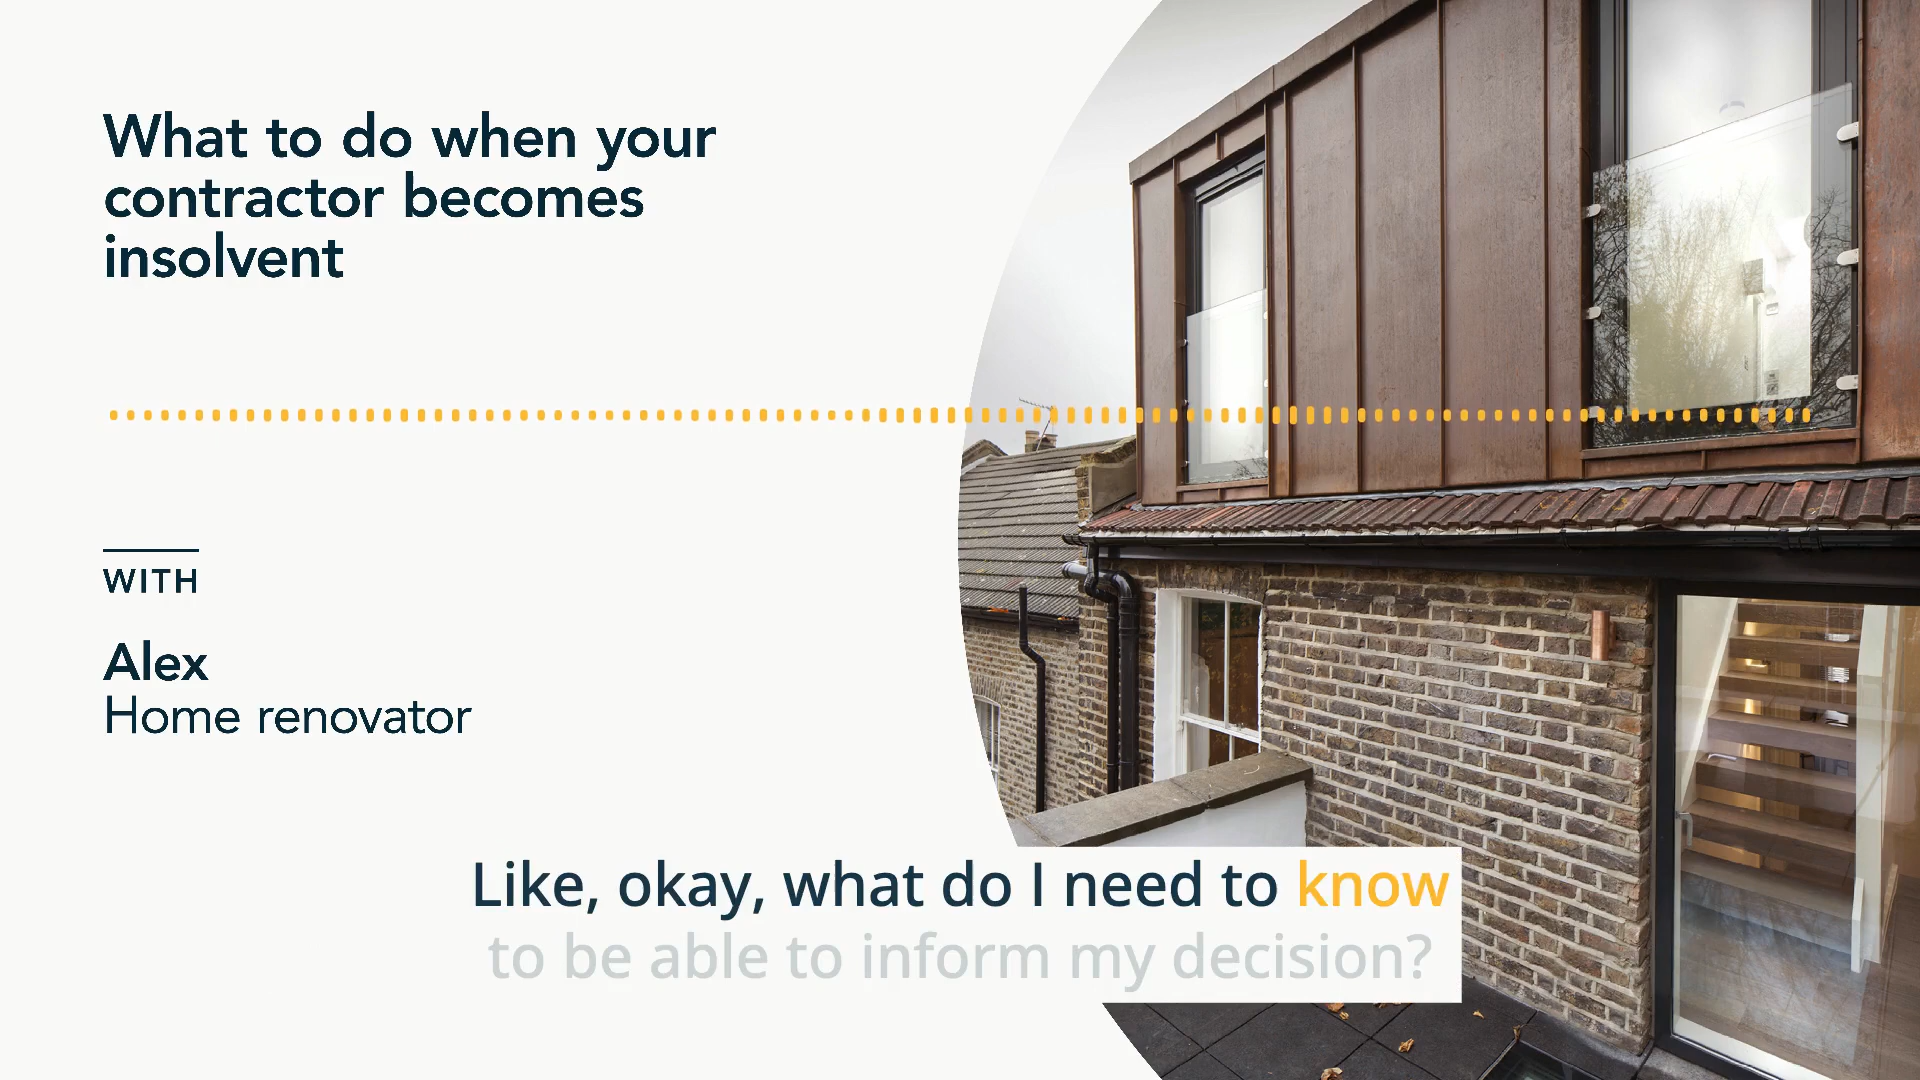 What to do when your
contractor becomes
insolvent
WITH
Alex
Home renovator
Like, okay, what do I need to know
to be able to inform my decision?